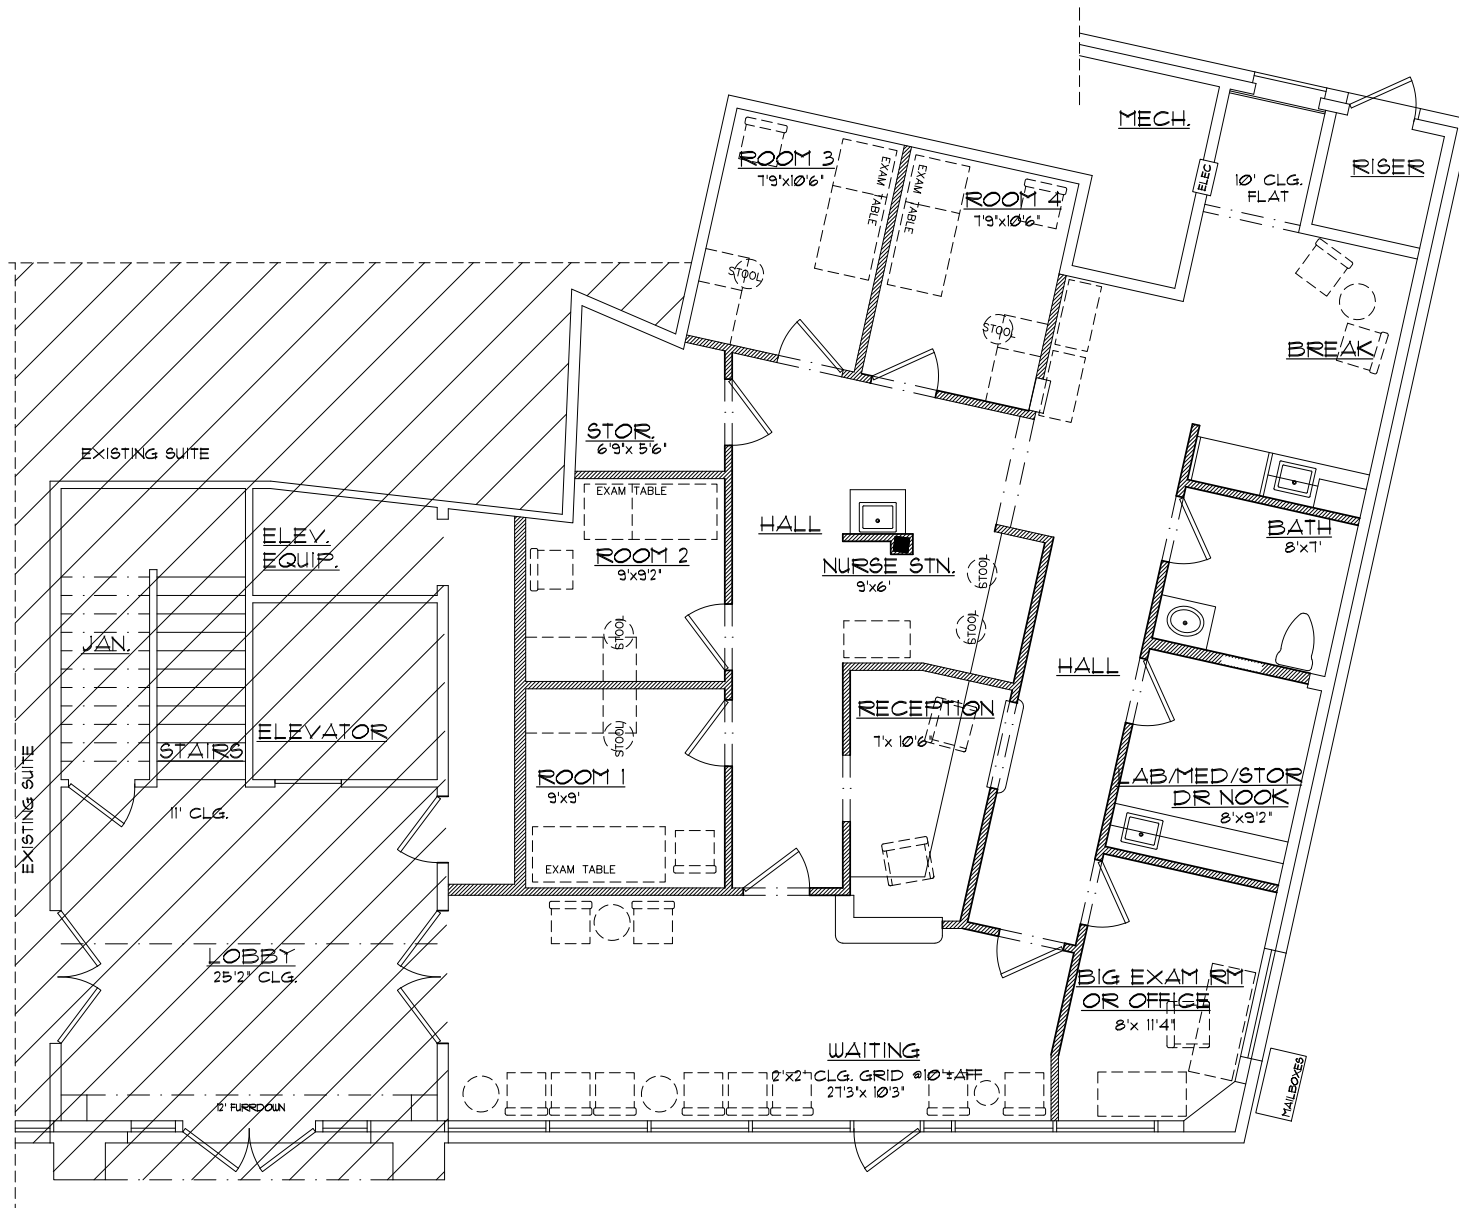 MECH.
RISER
ELEC
10' CLG.
FLAT
ROOM 3
7'9"x10'6"
EXAM TABLE
EXAM TABLE
ROOM 4
7'9"x10'6"
STOOL
STOOL
BREAK
STOR.
6'9"x 5'6"
EXISTING SUITE
EXAM TABLE
ELEV.
EQUIP.
ROOM 2
9'x9'2"
HALL
NURSE STN.
9'x6'
STOOL
STOOL
BATH
8'x7'
STOOL
JAN.
HALL
RECEPTION
7'x 10'6"
STAIRS
ELEVATOR
STOOL
ROOM 1
9'x9'
LAB/MED/STOR
DR NOOK
8'x9'2"
EXISTING SUITE
11' CLG.
EXAM TABLE
LOBBY
25'2" CLG.
BIG EXAM RM
OR OFFICE
8'x 11'4"
WAITING
2'x2' CLG. GRID @10'±AFF
27'3"x 10'3"
12' FURRDOWN
MAILBOXES